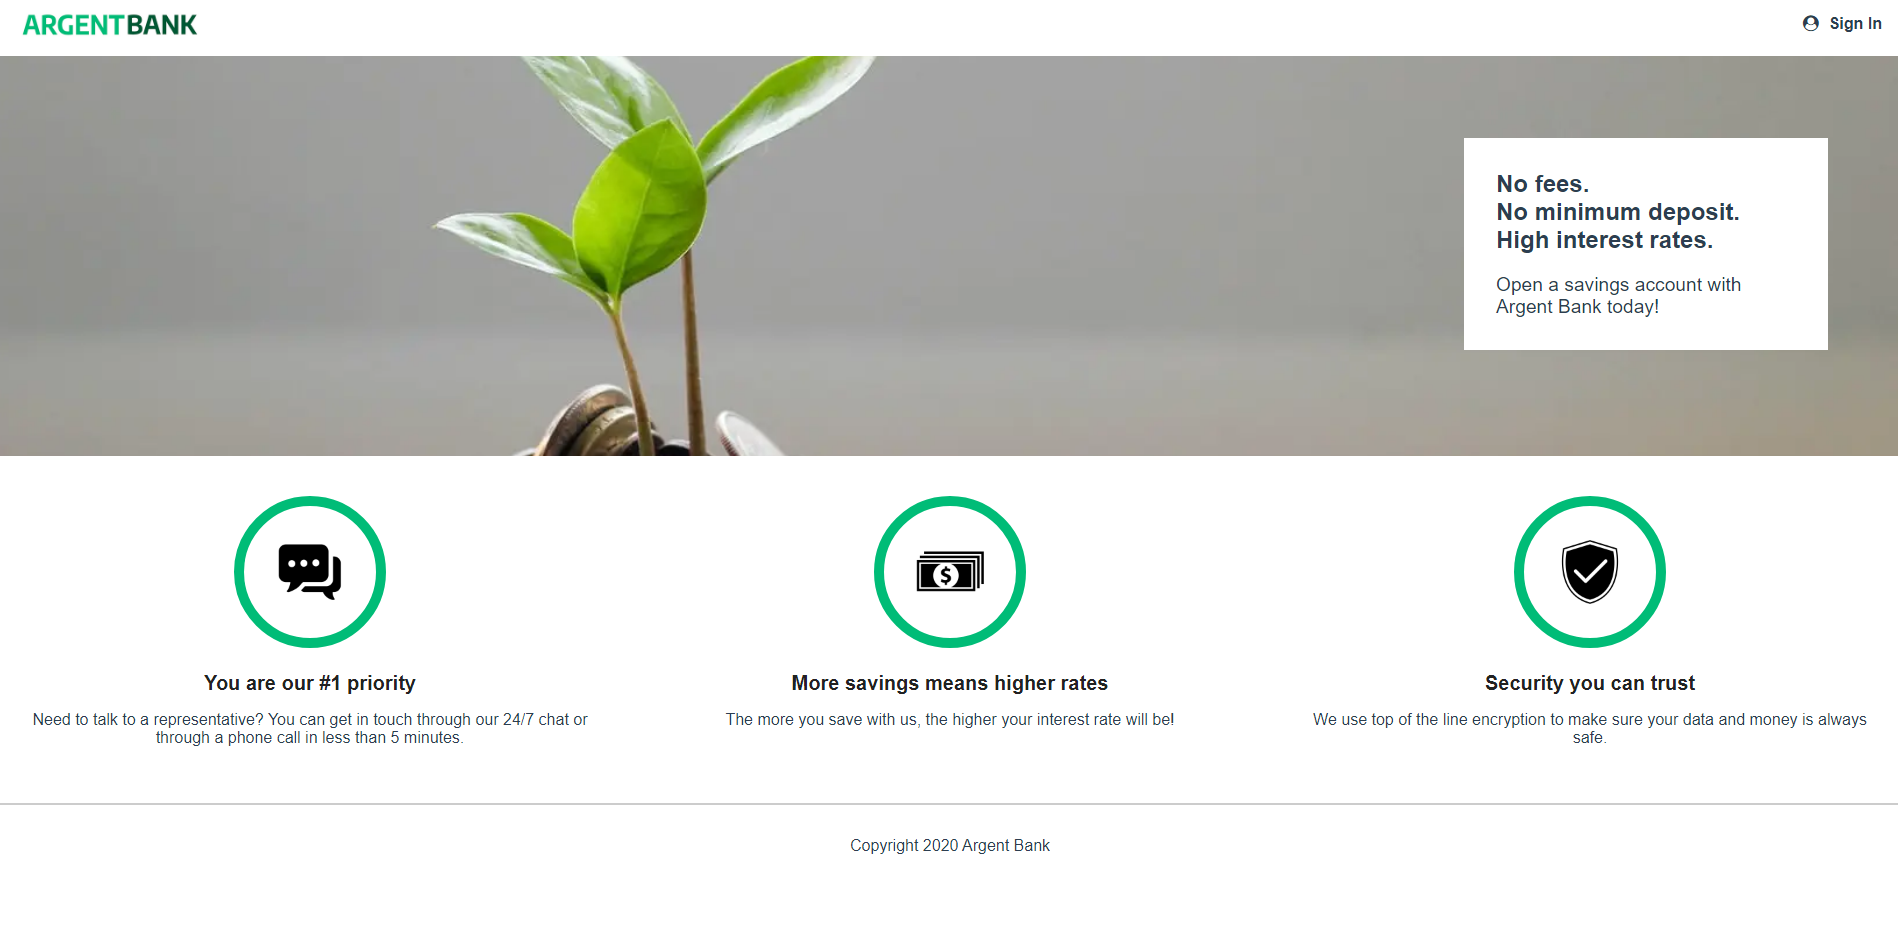 ARGENTBANK
Sign In
No fees.
No minimum deposit.
High interest rates.
Open a savings account with
Argent Bank today!
$
You are our #1 priority
Need to talk to a representative? You can get in touch through our 24/7 chat or
through a phone call in less than 5 minutes.
More savings means higher rates
The more you save with us, the higher your interest rate will be!
Security you can trust
We use top of the line encryption to make sure your data and money is always
safe.
Copyright 2020 Argent Bank